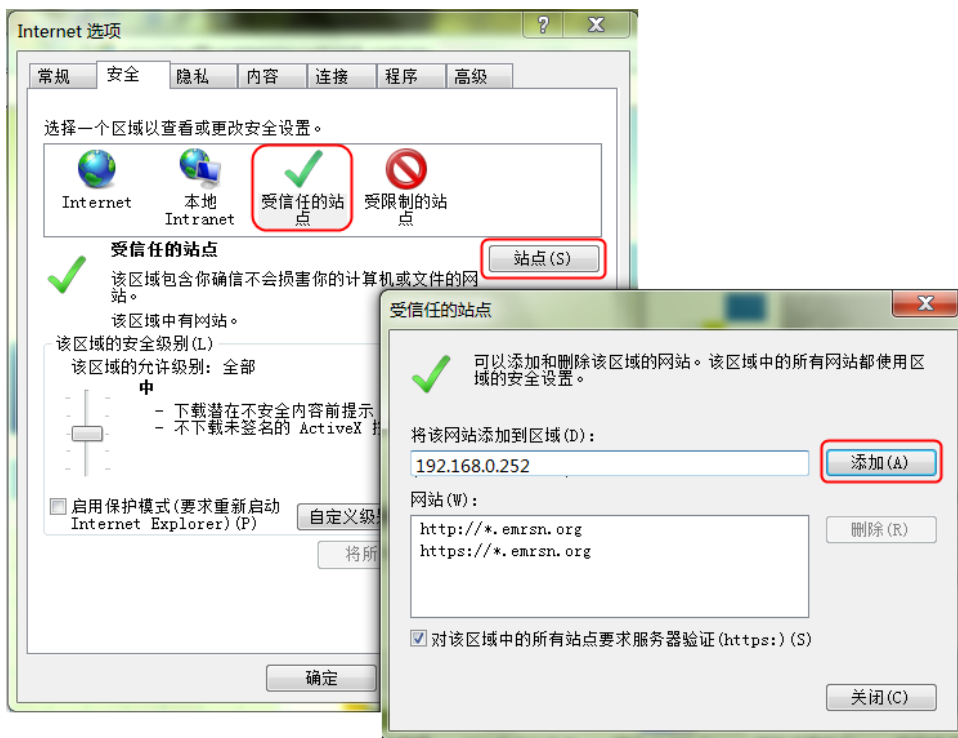 Internet 选项
常规 安全 隐私 内容 连接 程序 高级
选择一个区域以查看或更改安全设置。
Internet
本地
Intranet
受信任的站
点
受限制的站
点
受信任的站点
站点(S)
该区域包含你确信不会损害你的计算机或文件的网
站。
该区域中有网站。
该区域的安全级别(L)
该区域的允许级别: 全部
中
- 下载潜在不安全内容前提示
- 不下载未签名的 ActiveX
启用保护模式(要求重新启动
Internet Explorer)(P)
自定义级
将所
确定
受信任的站点
可以添加和删除该区域的网站。该区域中的所有网站都使用区
域的安全设置。
将该网站添加到区域(D):
192.168.0.252
添加(A)
网站(W):
http://*.emrsn.org
https://*.emrsn.org
删除(R)
对该区域中的所有站点要求服务器验证(https:)(S)
关闭(C)